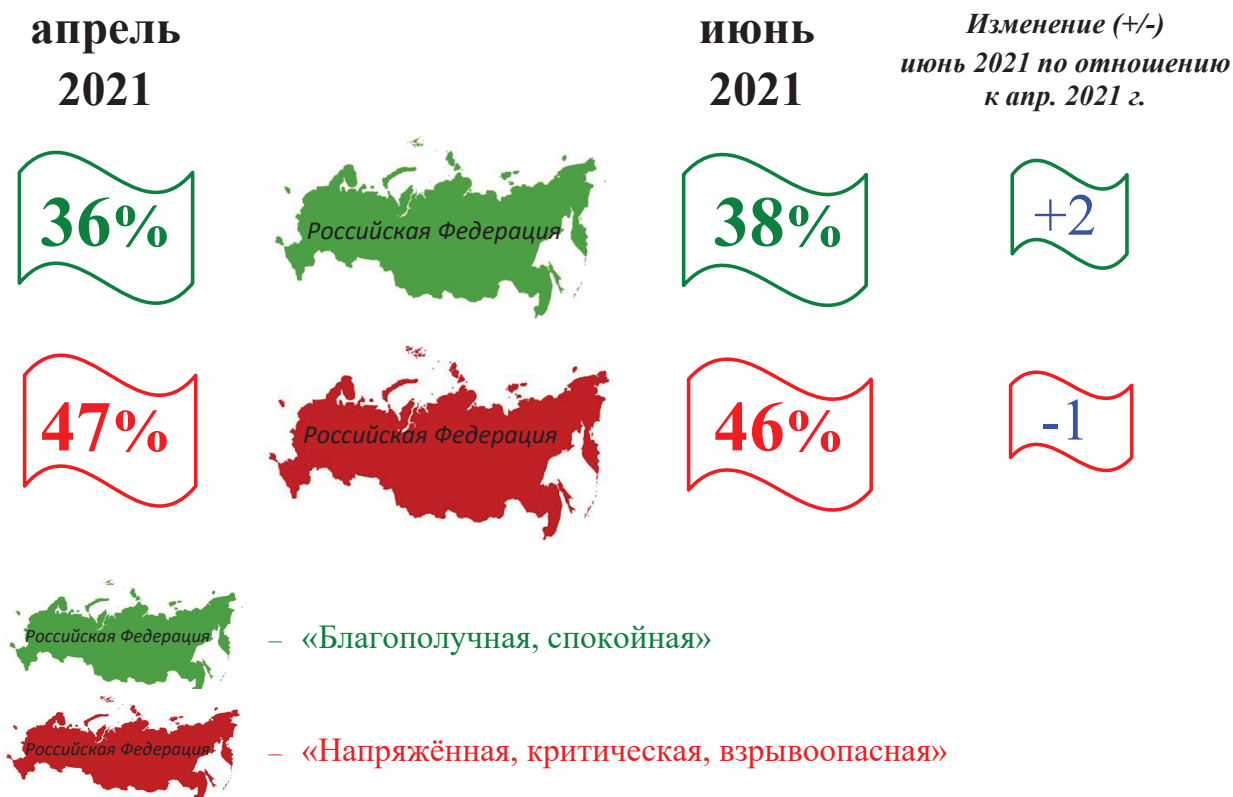 апрель
2021
июнь
2021
Изменение (+/-)
июнь 2021 по отношению
к апр. 2021 г.
36%
Российская Федерация
38%
+2
47%
Российская Федерация
46%
-1
Российская Федерация
– «Благополучная, спокойная»
Российская Федерация
– «Напряжённая, критическая, взрывоопасная»